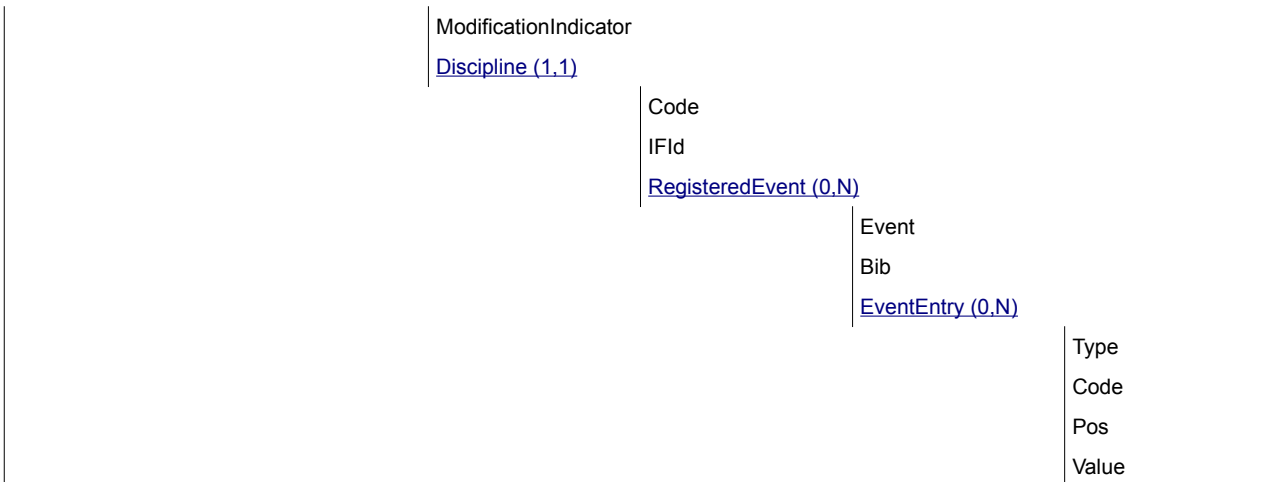 ModificationIndicator
Discipline (1,1)
Code
IFId
RegisteredEvent (0,N)
Event
Bib
EventEntry (0,N)
Type
Code
Pos
Value